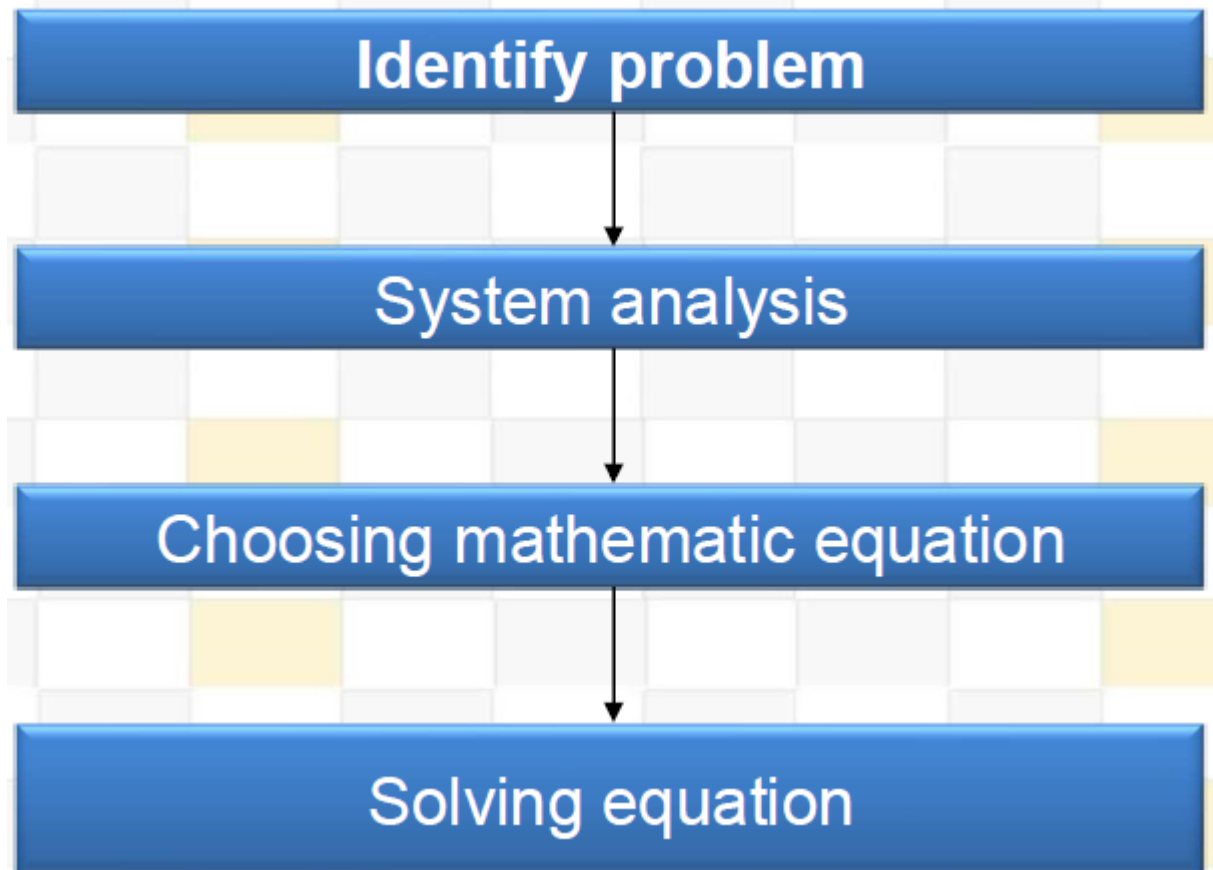 Identify problem
System analysis
Choosing mathematic equation
Solving equation